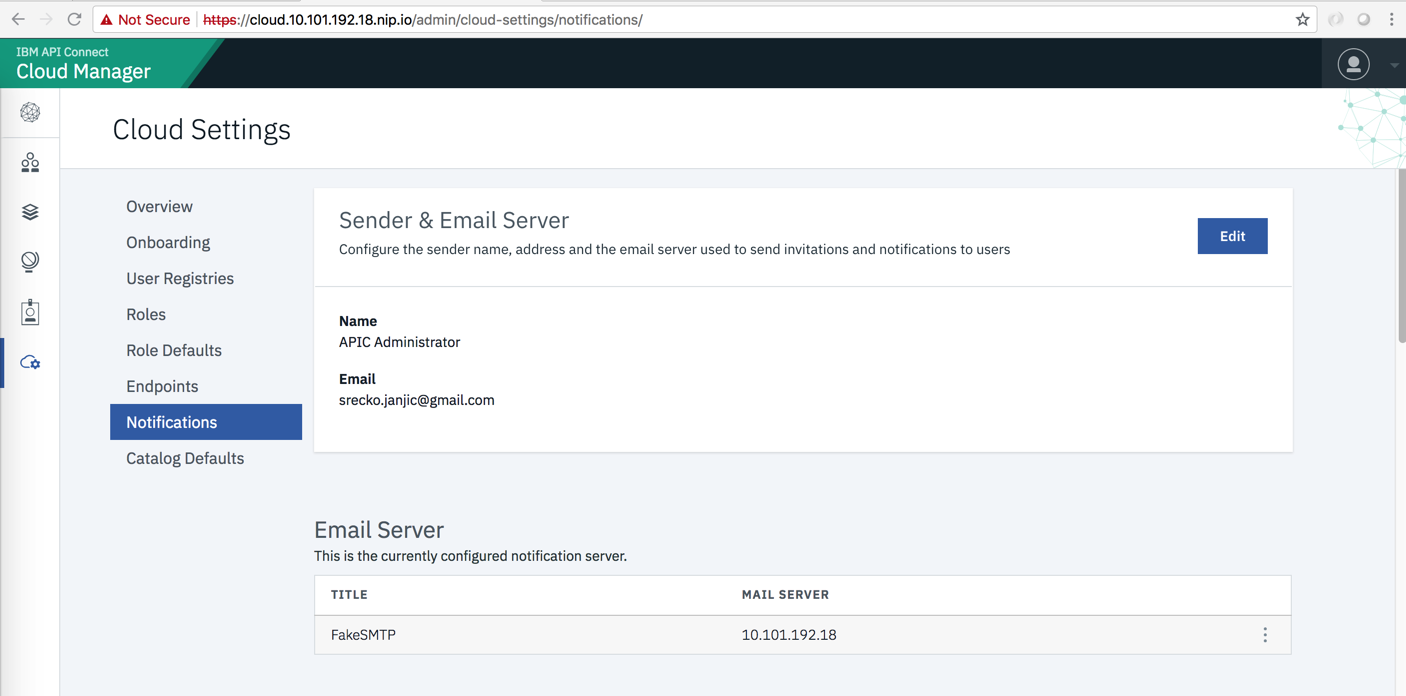 Not Secure https://cloud.10.101.192.18.nip.io/admin/cloud-settings/notifications/
IBM API Connect
Cloud Manager
Cloud Settings
Overview
Onboarding
User Registries
Roles
Role Defaults
Endpoints
Notifications
Catalog Defaults
Sender & Email Server
Configure the sender name, address and the email server used to send invitations and notifications to users
Edit
Name
APIC Administrator
Email
srecko.janjic@gmail.com
Email Server
This is the currently configured notification server.
TITLE MAIL SERVER
FakeSMTP 10.101.192.18